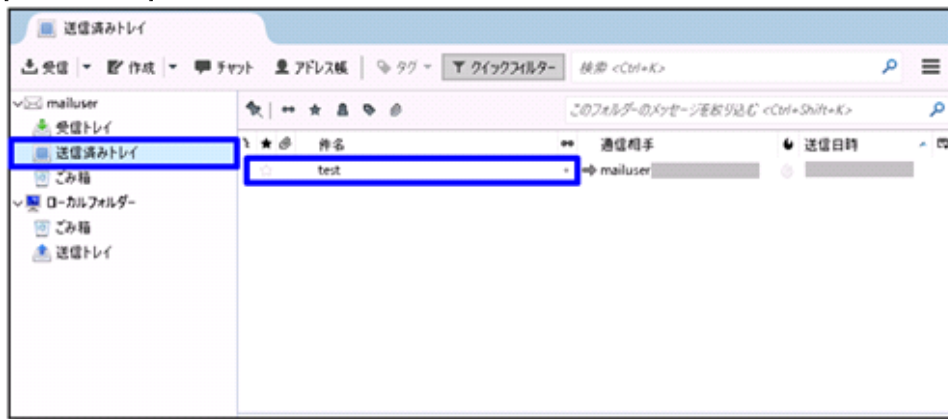 送信済みトレイ
受信 作成 チャット アドレス帳 タグ クイックフィルター 検索 <Ctrl+K>
mailuser
受信トレイ
送信済みトレイ
ごみ箱
ローカルフォルダー
ごみ箱
送信トレイ
このフォルダーのメッセージを絞り込む <Ctrl+Shift+K>
件名 通信相手 送信日時
test mailuser